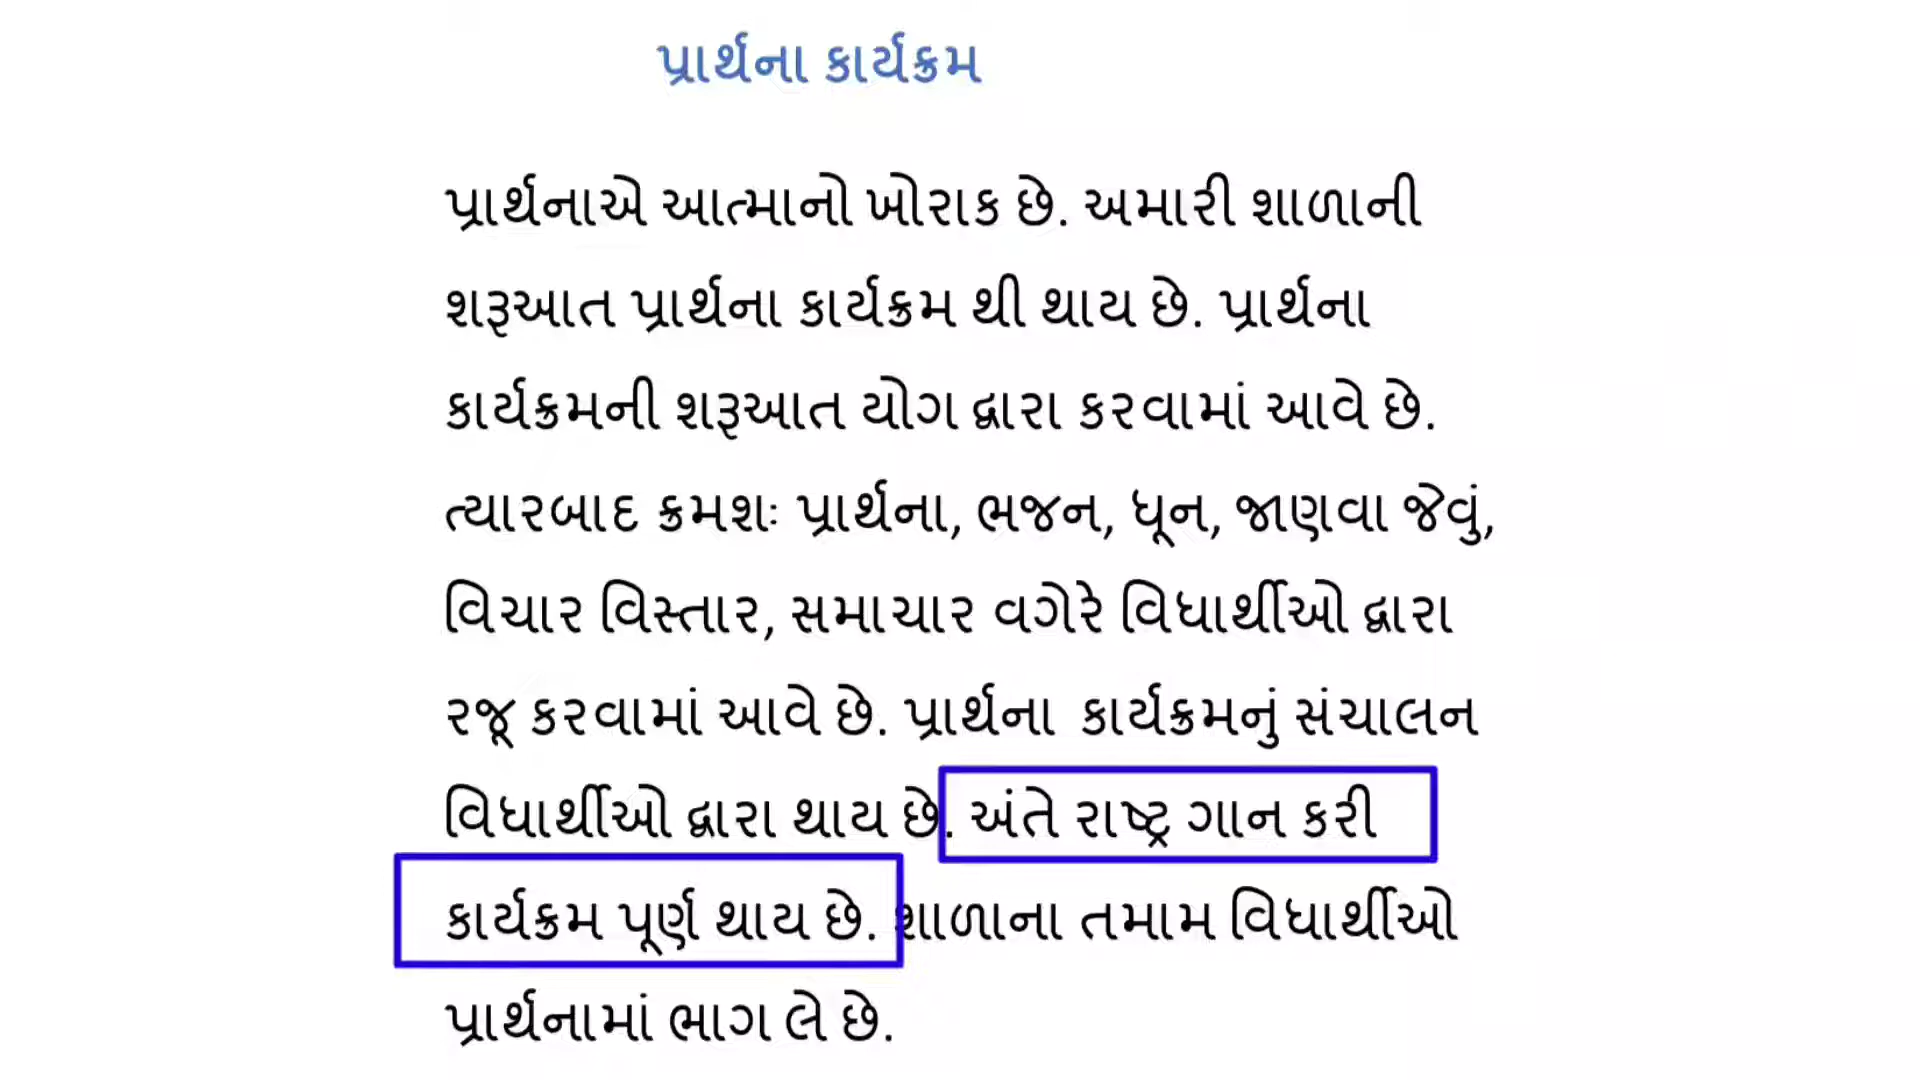 પ્રાર્થના કાર્યક્રમ
પ્રાર્થનાએ આત્માનો ખોરાક છે. અમારી શાળાની
શરૂઆત પ્રાર્થના કાર્યક્રમ થી થાય છે. પ્રાર્થના
કાર્યક્રમની શરૂઆત યોગ દ્વારા કરવામાં આવે છે.
ત્યારબાદ ક્રમશઃ પ્રાર્થના, ભજન, ધૂન, જાણવા જેવું,
વિચાર વિસ્તાર, સમાચાર વગેરે વિધાર્થીઓ દ્વારા
રજૂ કરવામાં આવે છે. પ્રાર્થના કાર્યક્રમનું સંચાલન
વિધાર્થીઓ દ્વારા થાય છે. અંતે રાષ્ટ્ર ગાન કરી
કાર્યક્રમ પૂર્ણ થાય છે. શાળાના તમામ વિધાર્થીઓ
પ્રાર્થનામાં ભાગ લે છે.